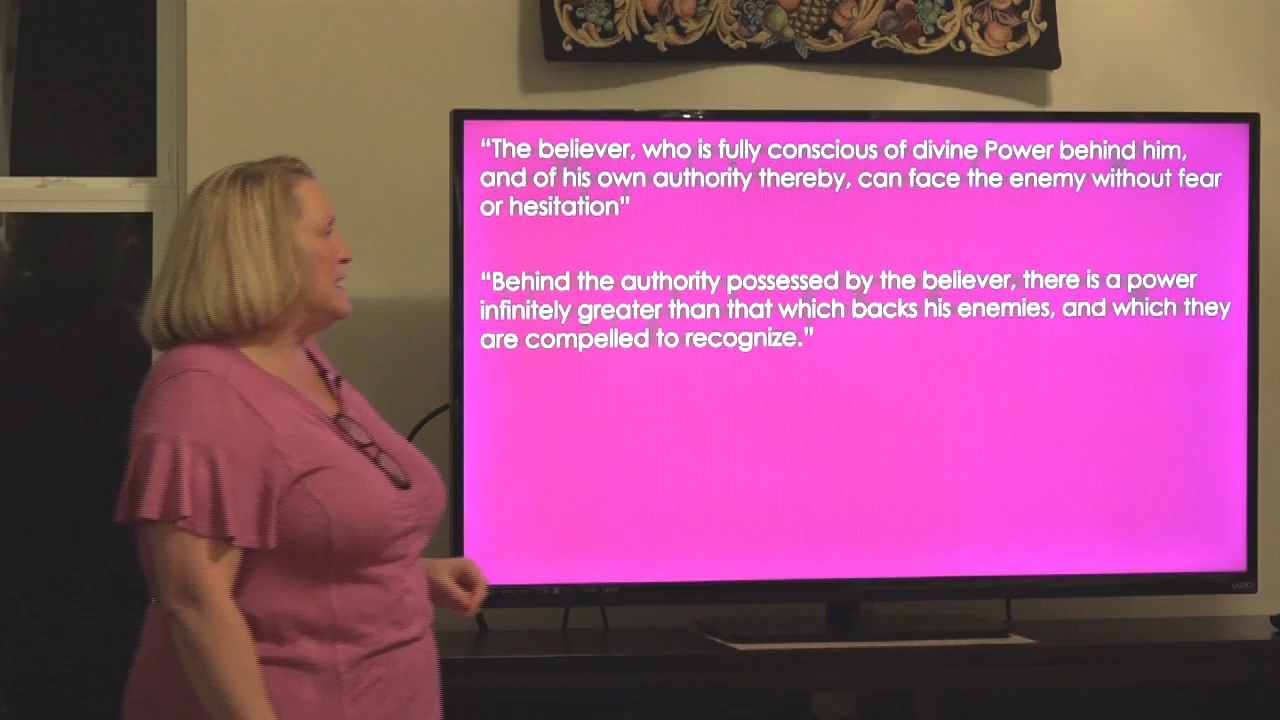 “The believer, who is fully conscious of divine Power behind him,
and of his own authority thereby, can face the enemy without fear
or hesitation”
“Behind the authority possessed by the believer, there is a power
infinitely greater than that which backs his enemies, and which they
are compelled to recognize.”
VIZIO